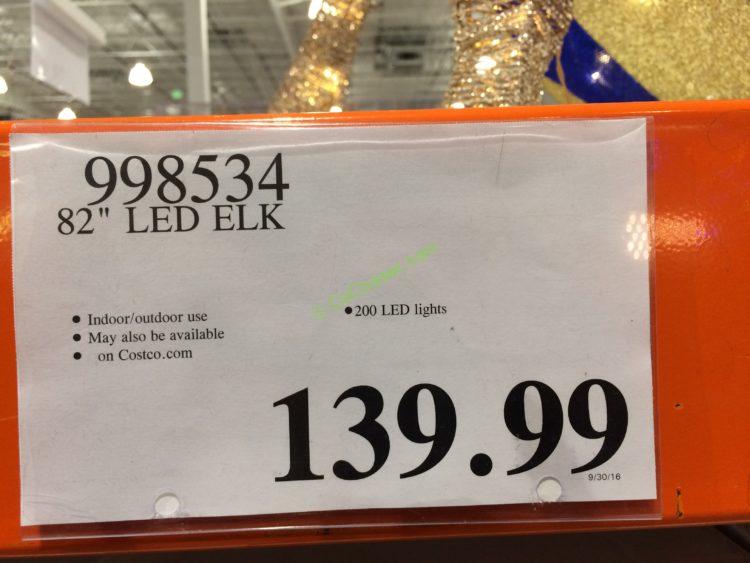 998534
82" LED ELK
• Indoor/outdoor use
• May also be available
• on Costco.com
• 200 LED lights
139.99
9/30/16